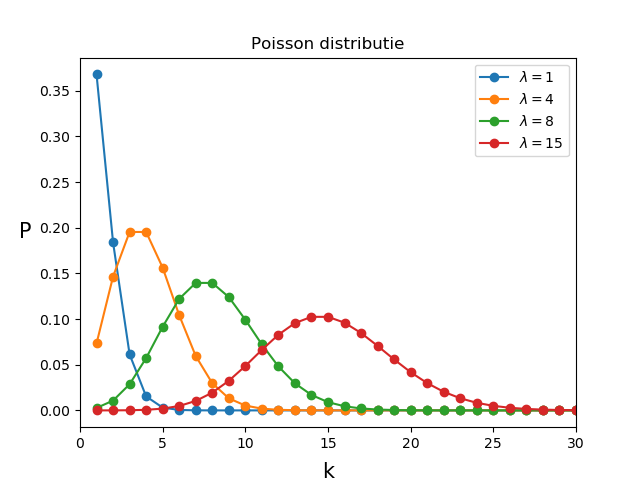 Poisson distributie
λ = 1
λ = 4
λ = 8
λ = 15
P
0.35
0.30
0.25
0.20
0.15
0.10
0.05
0.00
0 5 10 15 20 25 30
k